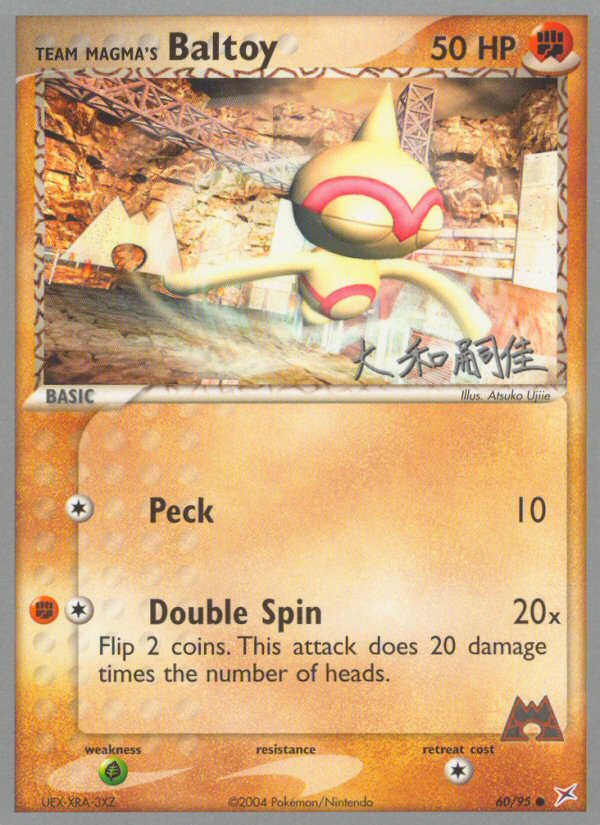 TEAM MAGMA'S Baltoy 50 HP
大和嗣佳
BASIC
Illus. Atsuko Ujiie
Peck 10
Double Spin 20x
Flip 2 coins. This attack does 20 damage
times the number of heads.
weakness resistance retreat cost
UEX-XRA-3XZ ©2004 Pokémon/Nintendo 60/95